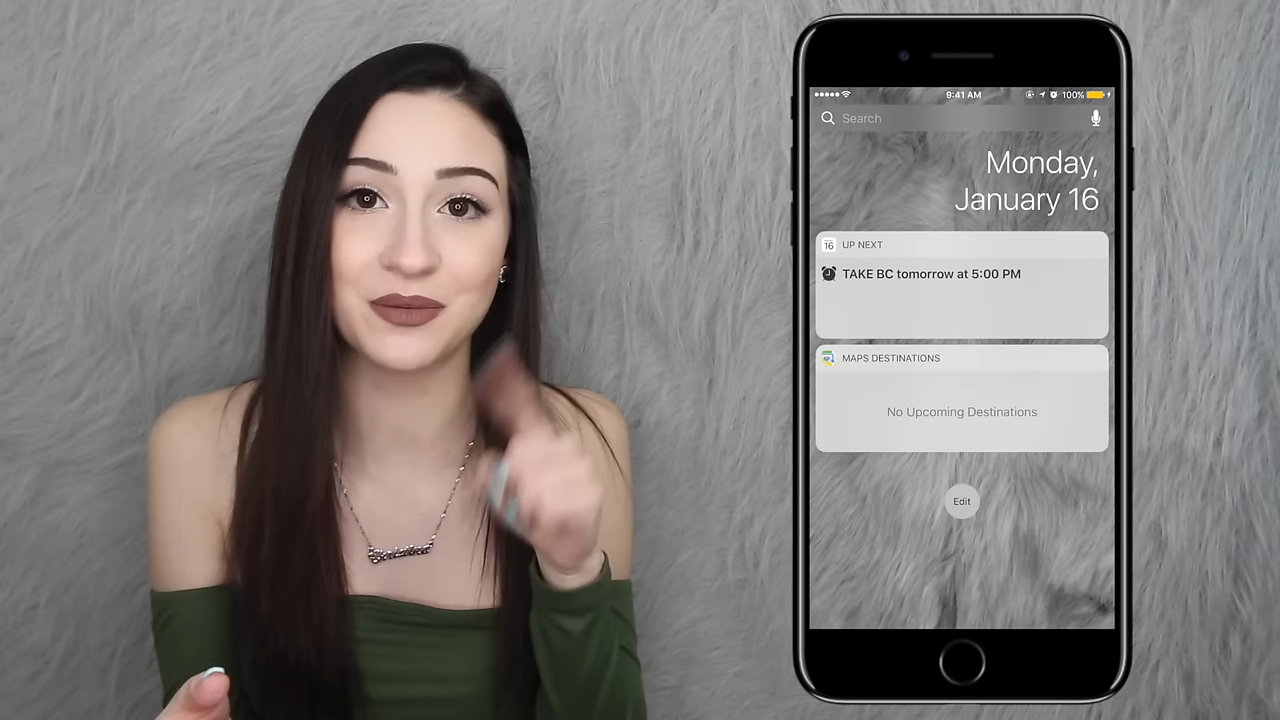 9:41 AM
100%
Search
Monday,
January 16
16
UP NEXT
TAKE BC tomorrow at 5:00 PM
MAPS DESTINATIONS
No Upcoming Destinations
Edit